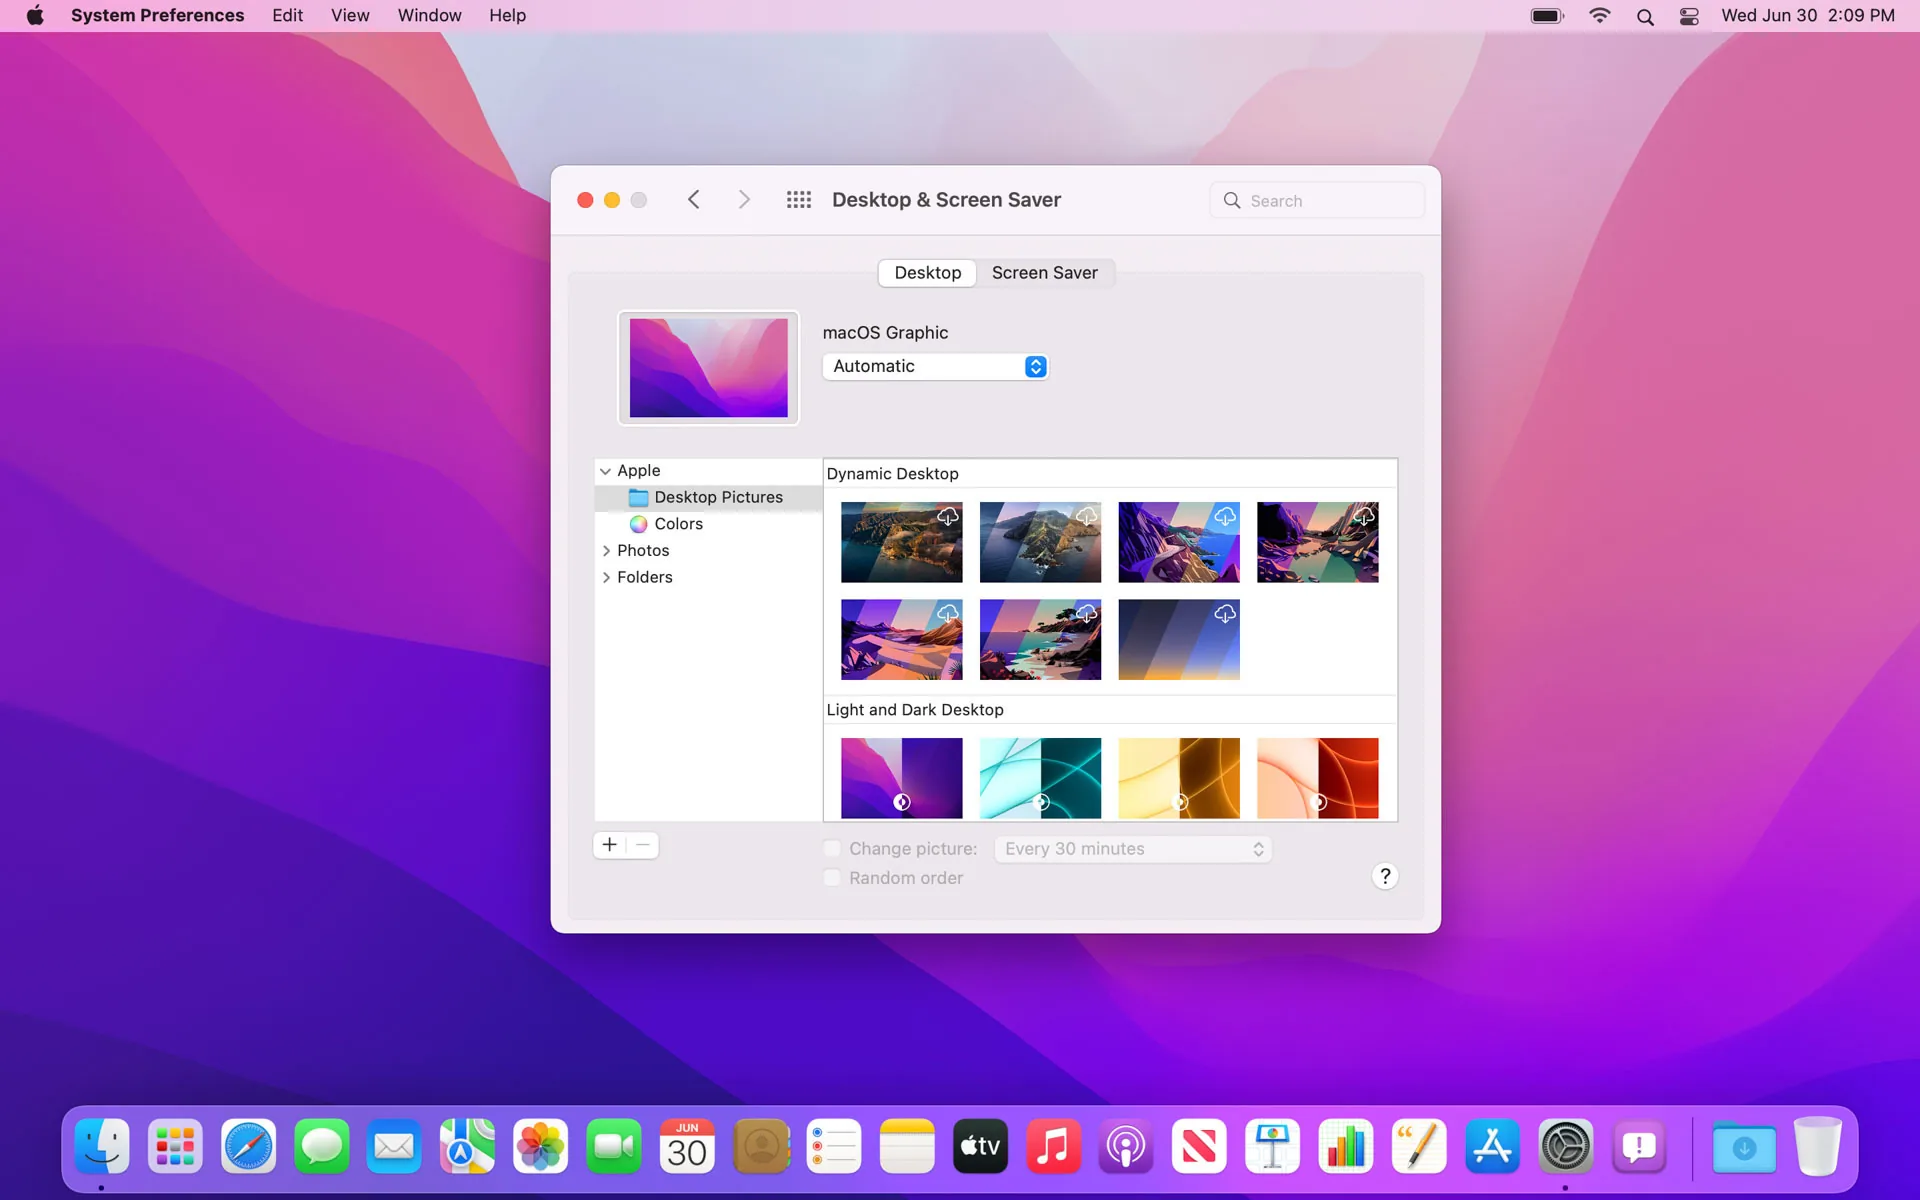 System Preferences Edit View Window Help Wed Jun 30 2:09 PM
Desktop & Screen Saver Search
Desktop Screen Saver
macOS Graphic
Automatic
Apple
Desktop Pictures
Colors
Photos
Folders
Dynamic Desktop
Light and Dark Desktop
+ −
Change picture: Every 30 minutes
Random order
?
JUN
30
tv